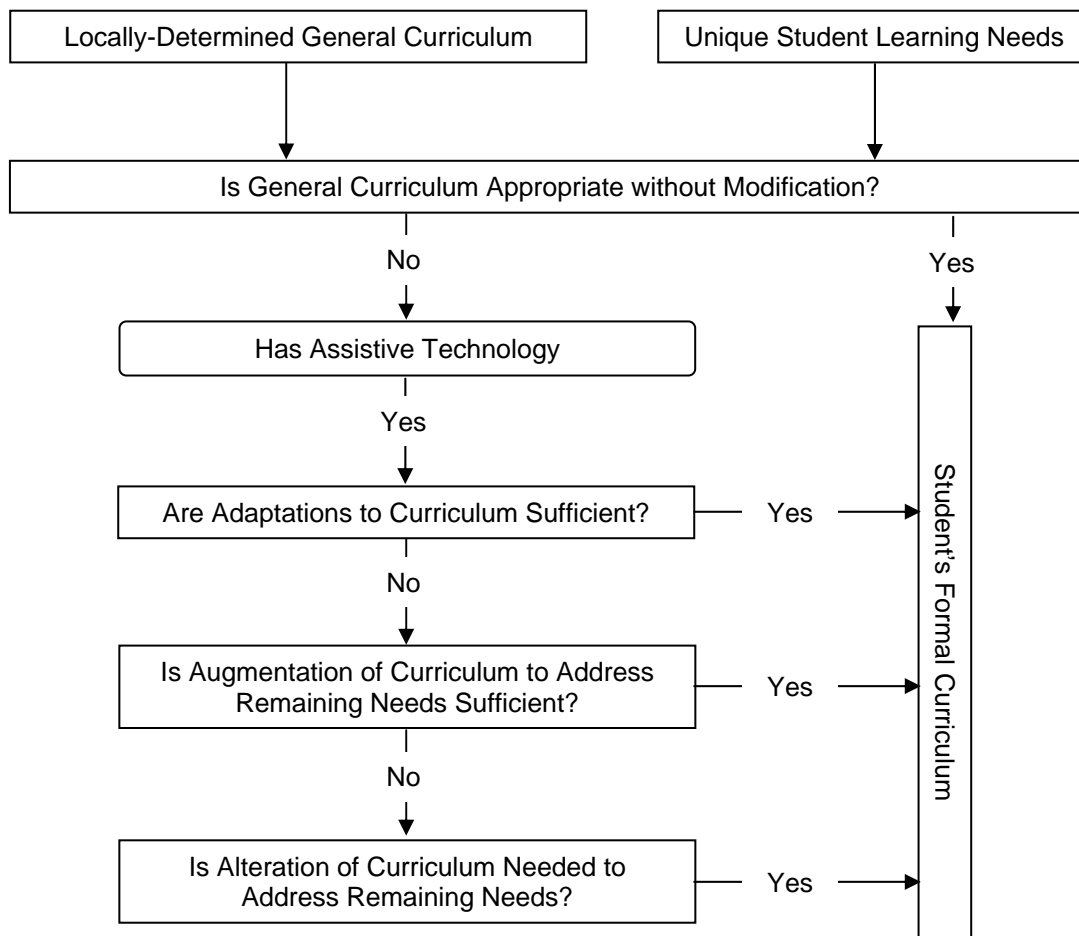 Locally-Determined General Curriculum
Unique Student Learning Needs
Is General Curriculum Appropriate without Modification?
No
Yes
Has Assistive Technology
Yes
Are Adaptations to Curriculum Sufficient?
Yes
No
Is Augmentation of Curriculum to Address
Remaining Needs Sufficient?
Yes
No
Is Alteration of Curriculum Needed to
Address Remaining Needs?
Yes
Student’s Formal Curriculum